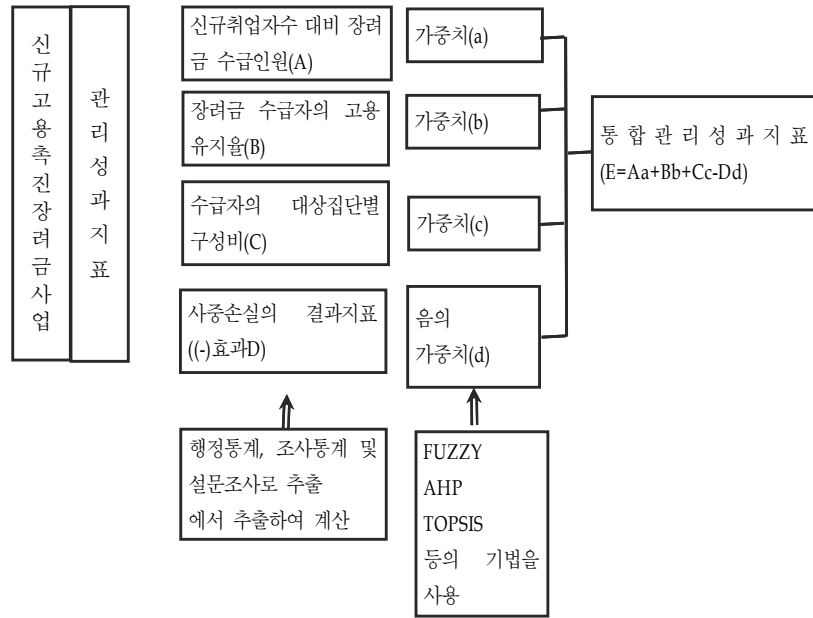 신규고용촉진장려금사업
관리성과지표
신규취업자수 대비 장려
금 수급인원(A)
가중치(a)
장려금 수급자의 고용
유지율(B)
가중치(b)
수급자의 대상집단별
구성비(C)
가중치(c)
사중손실의 결과지표
((-)효과D)
음의
가중치(d)
통합관리성과지표
(E=Aa+Bb+Cc-Dd)
행정통계, 조사통계 및
설문조사로 추출
에서 추출하여 계산
FUZZY
AHP
TOPSIS
등의 기법을
사용